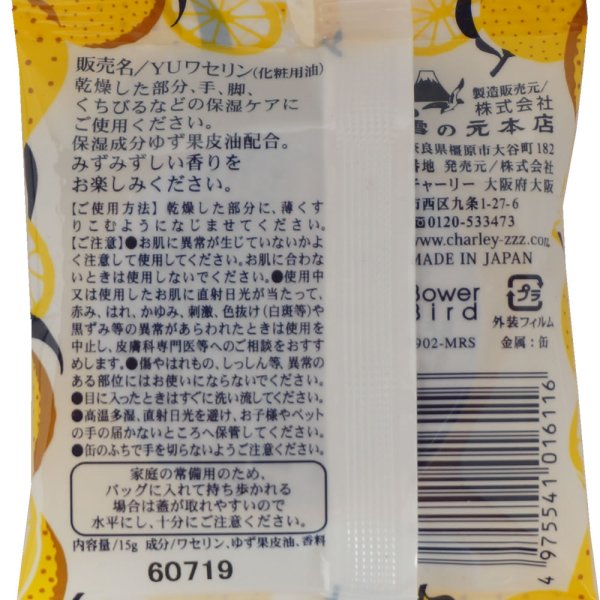 販売名/YUワセリン(化粧用油)
乾燥した部分、手、脚、
くちびるなどの保湿ケアに
ご使用ください。
保湿成分ゆず果皮油配合。
みずみずしい香りを
お楽しみください。
【ご使用方法】乾燥した部分に、薄くす
りこむようになじませてください。
【ご注意】●お肌に異常が生じていないかよ
く注意して使用してください。お肌に合わな
いときは使用しないでください。●使用中
又は使用したお肌に直射日光が当たって、
赤み、はれ、かゆみ、刺激、色抜け(白斑等)や
黒ずみ等の異常があらわれたときは使用を
中止し、皮膚科専門医等へのご相談をおすす
めします。●傷やはれもの、しっしん等、異常の
ある部位にはお使いにならないでください。
●目に入ったときはすぐに洗い流してください。
●高温多湿、直射日光を避け、お子様やペット
の手の届かないところへ保管してください。
●缶のふちで手を切らないようご注意ください。
家庭の常備用のため、
バッグに入れて持ち歩かれる
場合は蓋が取れやすいので
水平にし、十分にご注意ください。
内容量/15g 成分/ワセリン、ゆず果皮油、香料
60719
製造販売元/
株式会社
雪の元本店
奈良県橿原市大谷町182
番地 発売元/株式会社
チャーリー 大阪府大阪
市西区九条1-27-6
0120-533473
www.charley-zzz.com
MADE IN JAPAN
Bower
Bird
プラ
外装フィルム
902-MRS 金属:缶
4975541016116